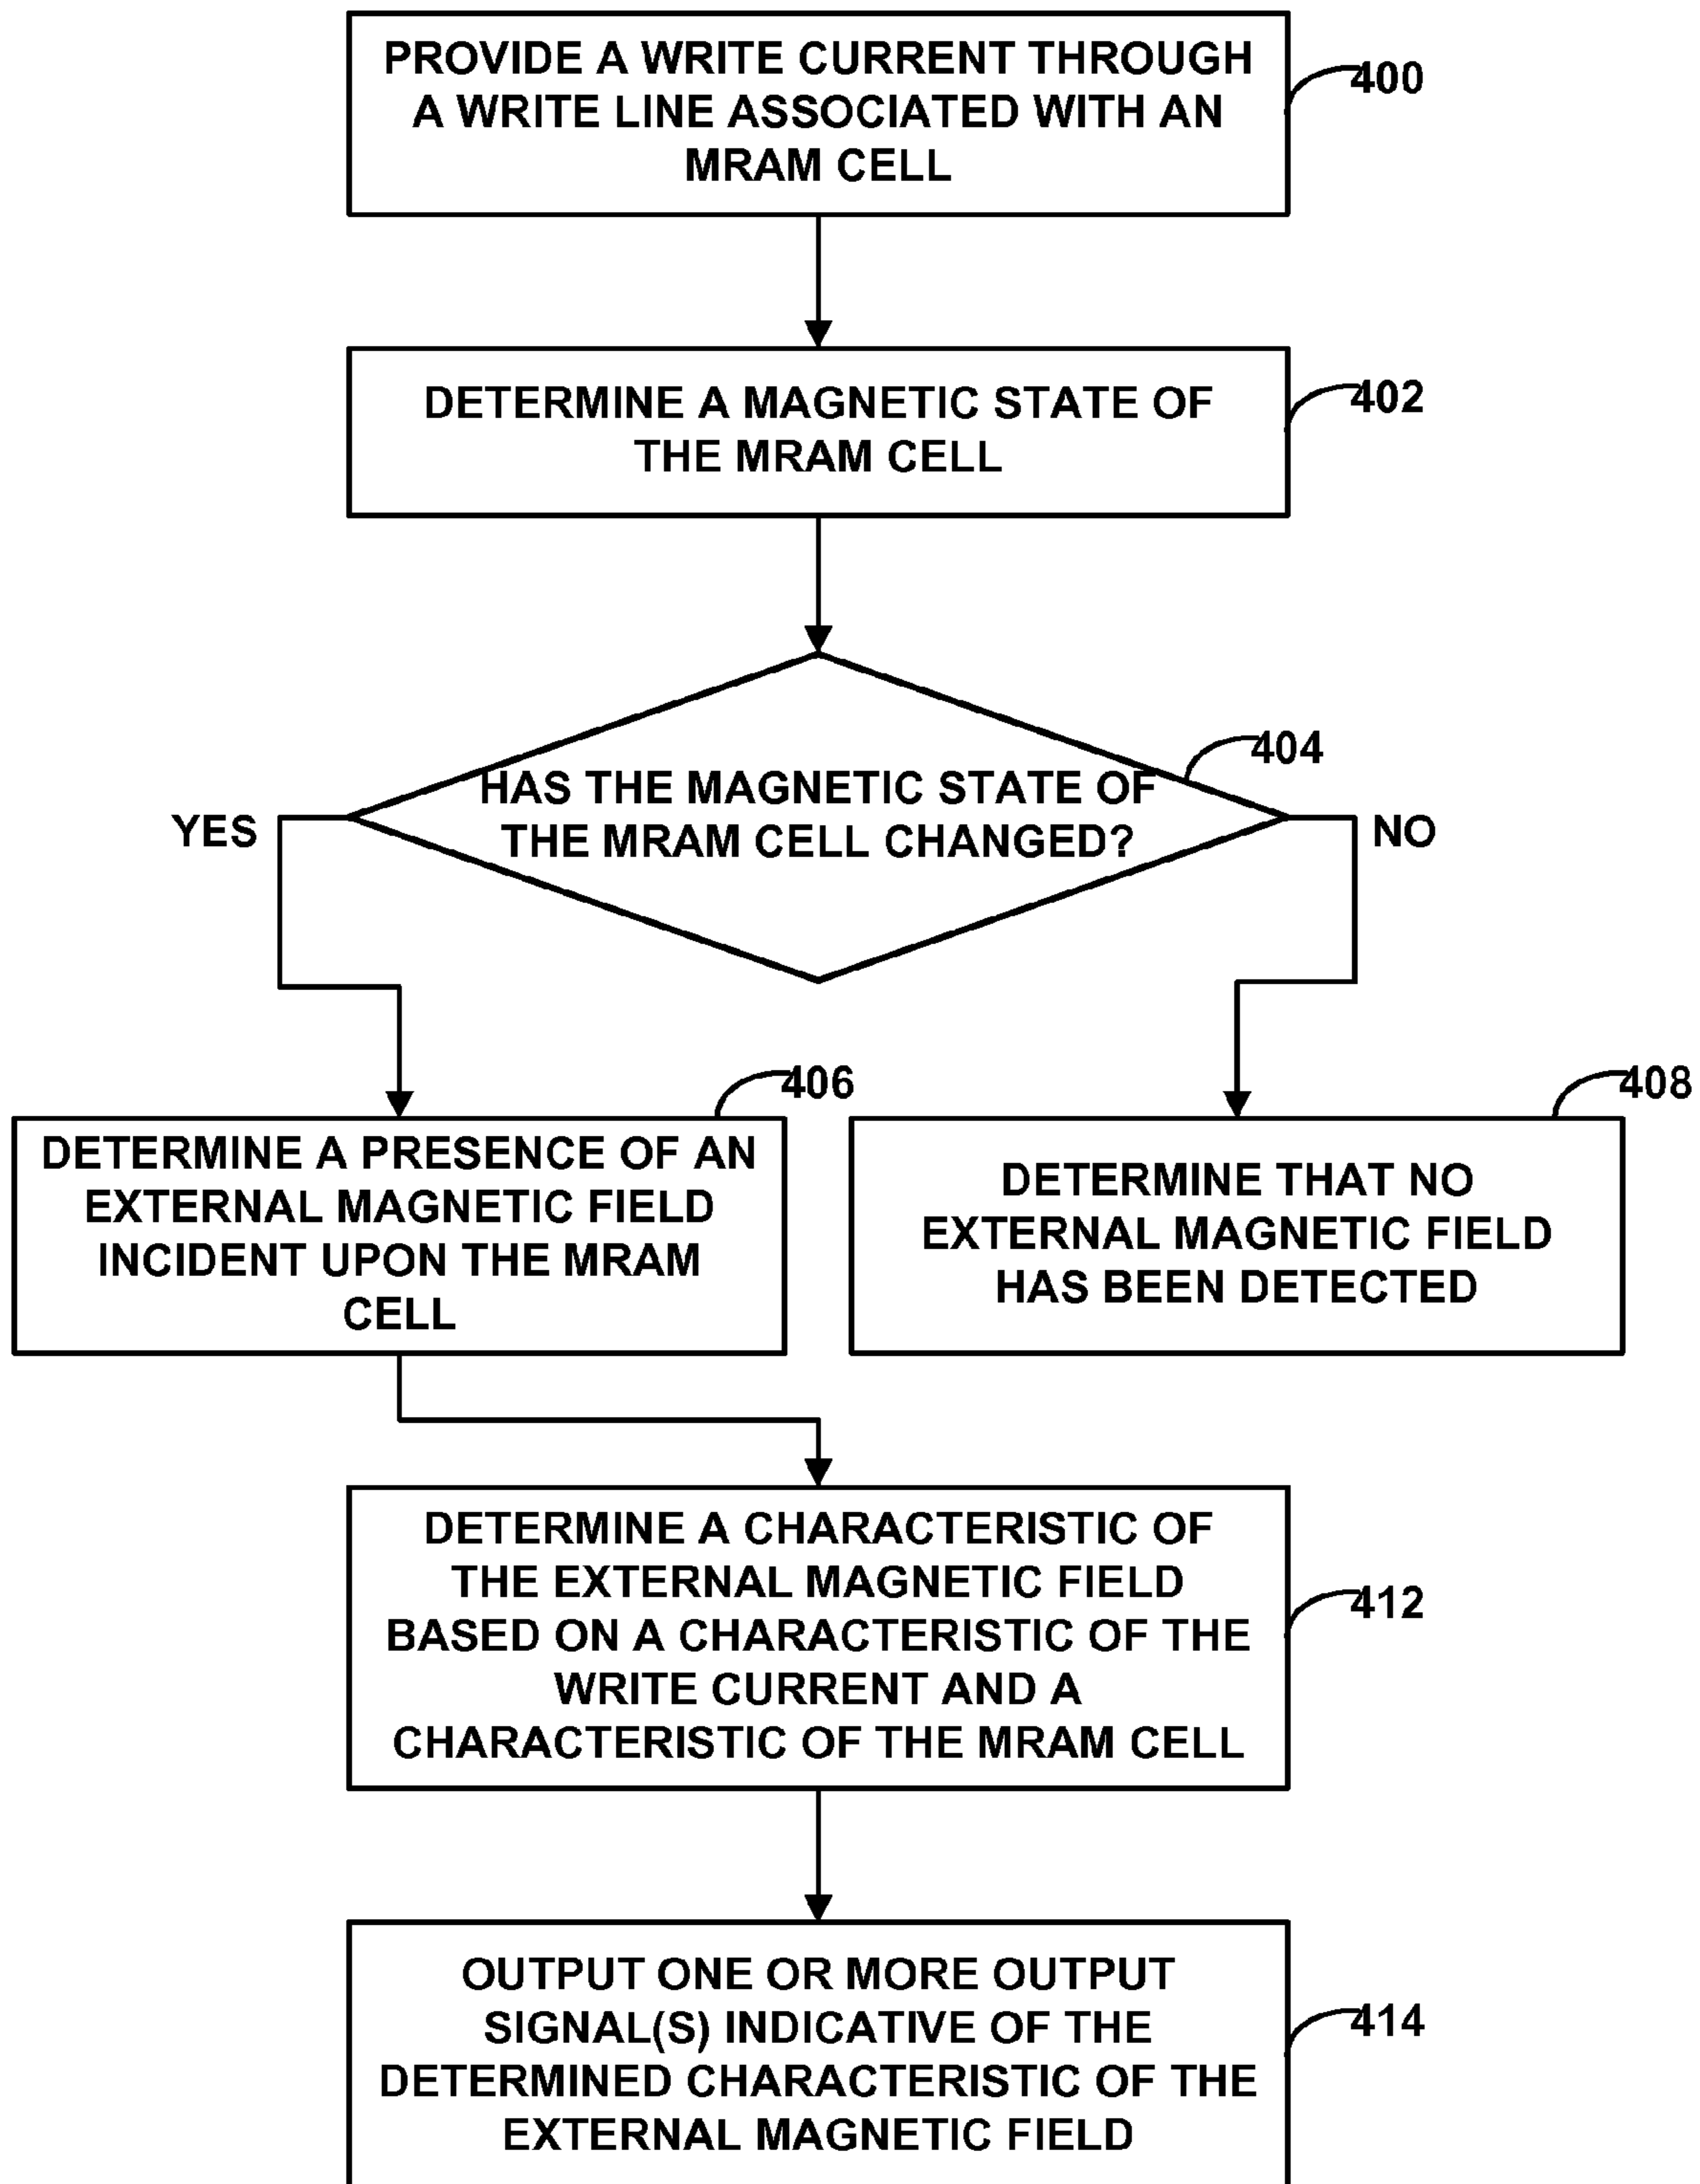 PROVIDE A WRITE CURRENT THROUGH
A WRITE LINE ASSOCIATED WITH AN
MRAM CELL
400
DETERMINE A MAGNETIC STATE OF
THE MRAM CELL
402
HAS THE MAGNETIC STATE OF
THE MRAM CELL CHANGED?
404
YES
NO
406
DETERMINE A PRESENCE OF AN
EXTERNAL MAGNETIC FIELD
INCIDENT UPON THE MRAM
CELL
408
DETERMINE THAT NO
EXTERNAL MAGNETIC FIELD
HAS BEEN DETECTED
DETERMINE A CHARACTERISTIC OF
THE EXTERNAL MAGNETIC FIELD
BASED ON A CHARACTERISTIC OF THE
WRITE CURRENT AND A
CHARACTERISTIC OF THE MRAM CELL
412
OUTPUT ONE OR MORE OUTPUT
SIGNAL(S) INDICATIVE OF THE
DETERMINED CHARACTERISTIC OF THE
EXTERNAL MAGNETIC FIELD
414